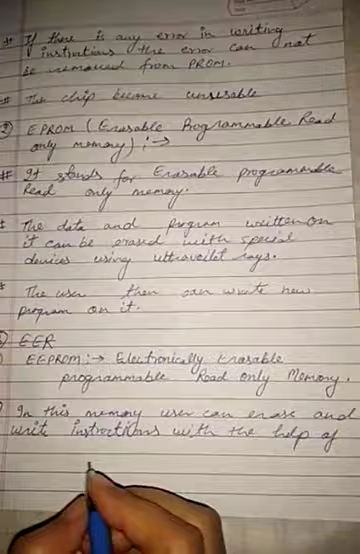 # If there is any error in writing
instrutions the error can not
be removed from PROM.
# The chip become unusable
② EPROM (Erasable Programmable Read
only memory) :→
# It stands for Erasable programmable
Read only memory.
# The data and program written on
it can be erased with special
devices using ultravilet rays.
# The user then can write new
program on it.
EER
EEPROM :→ Electronically Erasable
programmable Read Only Memory.
In this memory user can erase and
write instructions with the help of